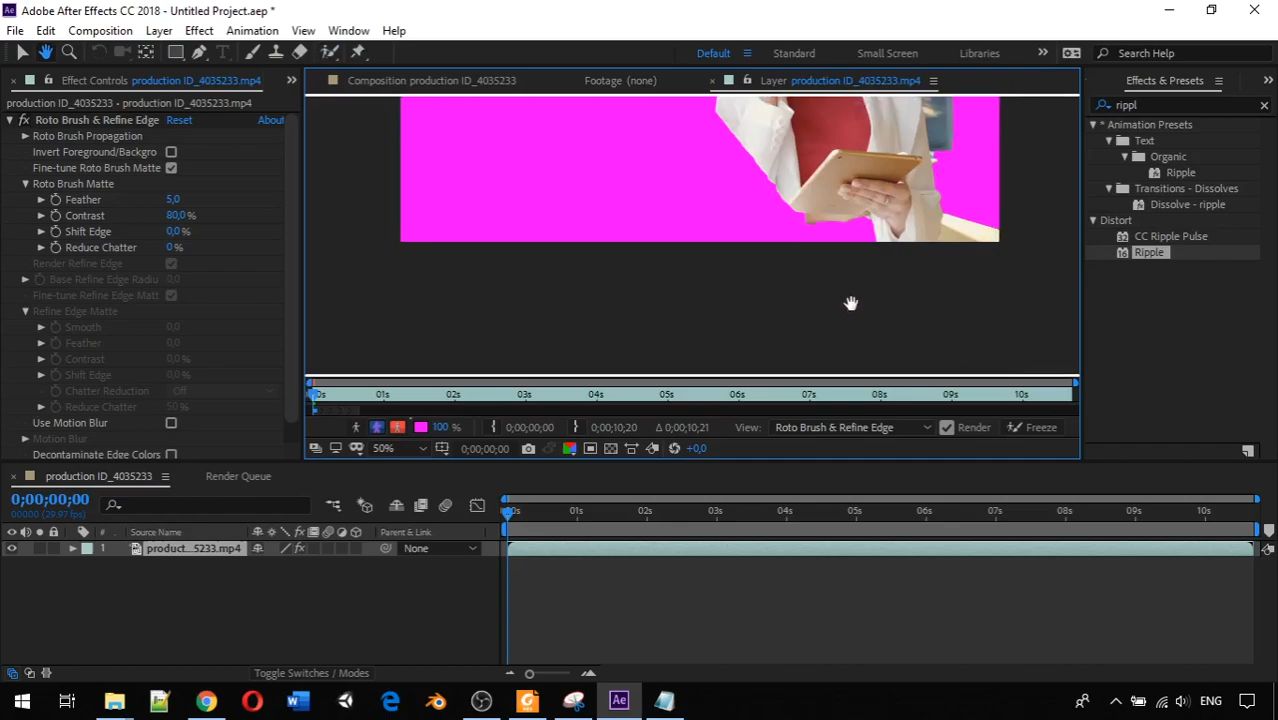 Ae Adobe After Effects CC 2018 - Untitled Project.aep *
File Edit Composition Layer Effect Animation View Window Help
T Default Standard Small Screen Libraries Search Help
Effect Controls production ID_4035233.mp4
Composition production ID_4035233
Footage (none)
Layer production ID_4035233.mp4
Effects & Presets
production ID_4035233 - production ID_4035233.mp4
rippl
fx Roto Brush & Refine Edge Reset About
Roto Brush Propagation
Invert Foreground/Backgro
Fine-tune Roto Brush Matte
Roto Brush Matte
Feather 5,0
Contrast 80,0 %
Shift Edge 0,0 %
Reduce Chatter 0 %
Render Refine Edge
Base Refine Edge Radiu 0,0
Fine-tune Refine Edge Matt
Refine Edge Matte
Smooth 0,0
Feather 0,0
Contrast 0,0 %
Shift Edge 0,0 %
Chatter Reduction Off
Reduce Chatter 50 %
Use Motion Blur
Motion Blur
Decontaminate Edge Colors
* Animation Presets
Text
Organic
Ripple
Transitions - Dissolves
Dissolve - ripple
Distort
CC Ripple Pulse
Ripple
01s 02s 03s 04s 05s 06s 07s 08s 09s 10s
100 % 0;00;00;00 0;00;10;20 Δ 0;00;10;21 View: Roto Brush & Refine Edge Render Freeze
50% 0;00;00;00 +0,0
production ID_4035233 Render Queue
0;00;00;00
00000 (29.97 fps)
# Source Name Parent & Link
01s 02s 03s 04s 05s 06s 07s 08s 09s 10s
1 product...5233.mp4 fx None
Toggle Switches / Modes
Ae ENG